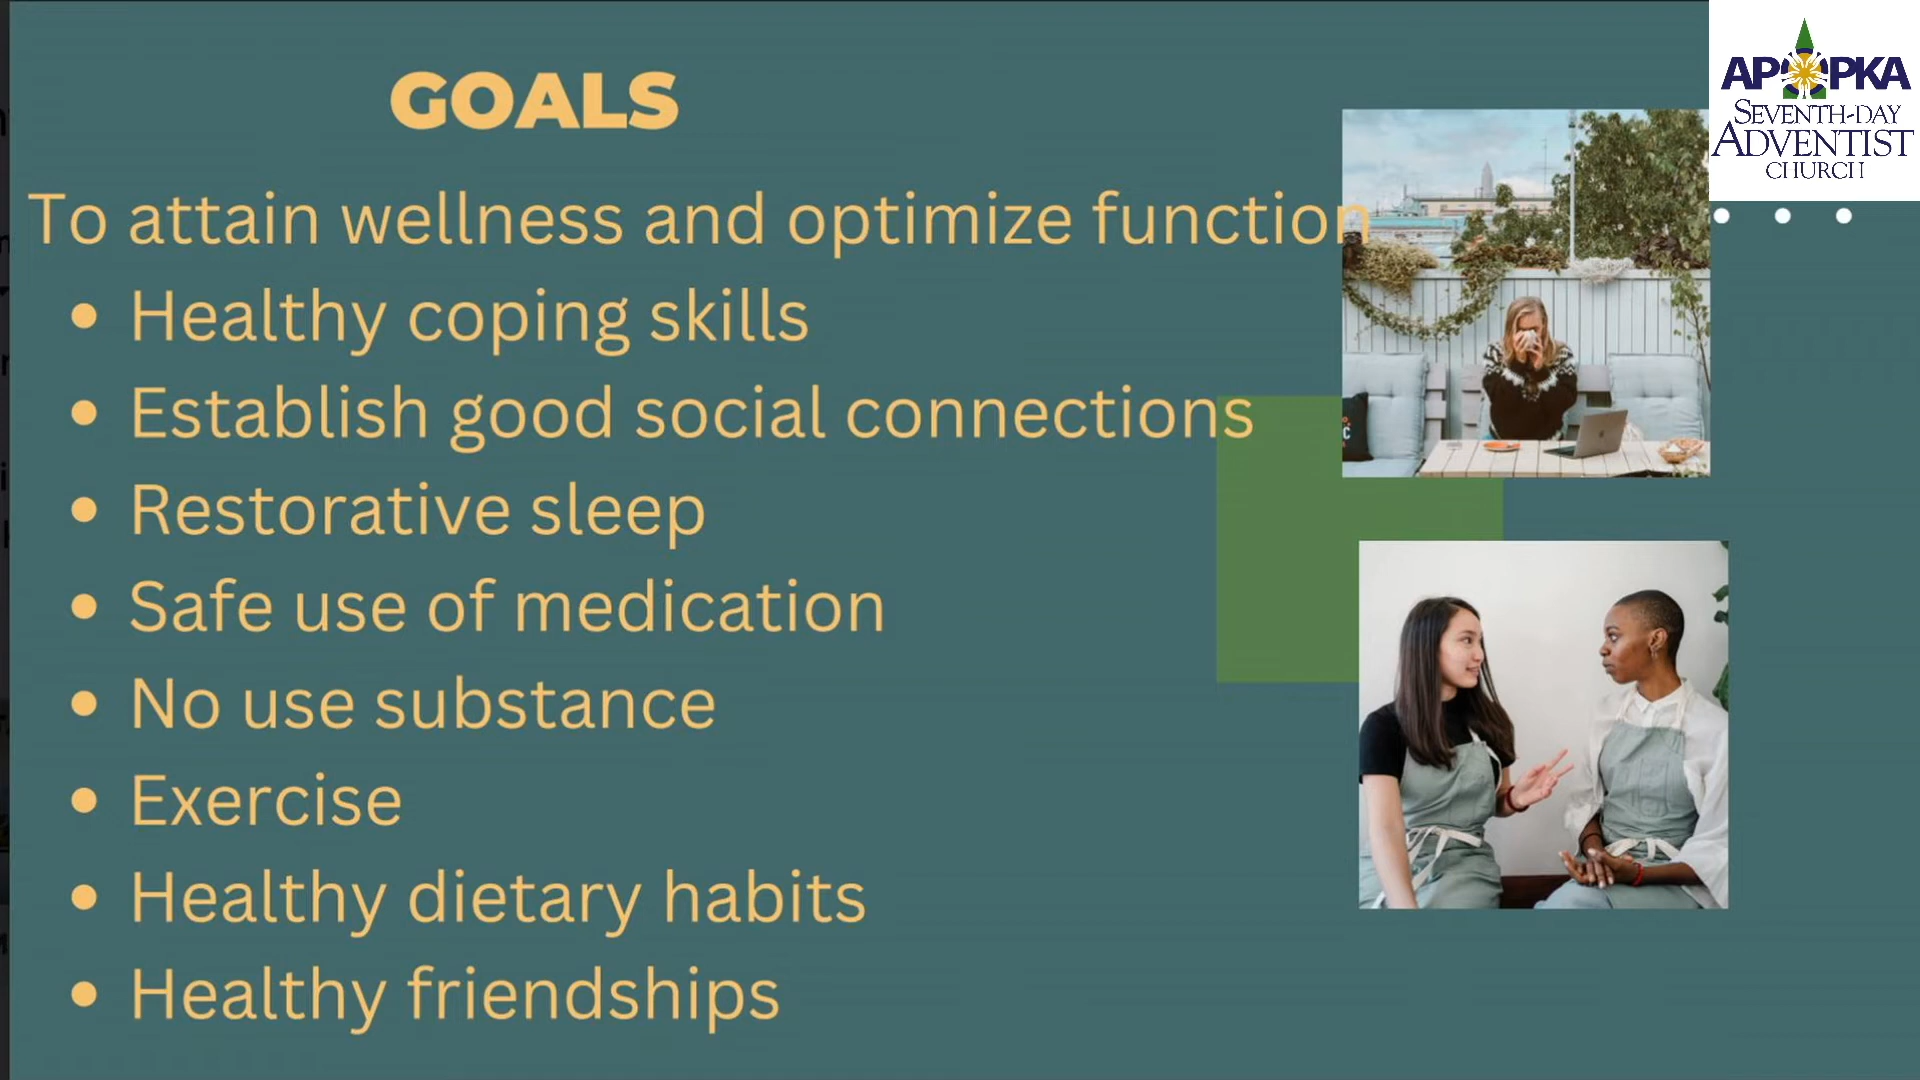 GOALS
To attain wellness and optimize function
• Healthy coping skills
• Establish good social connections
• Restorative sleep
• Safe use of medication
• No use substance
• Exercise
• Healthy dietary habits
• Healthy friendships
APOPKA
SEVENTH-DAY
ADVENTIST
CHURCH